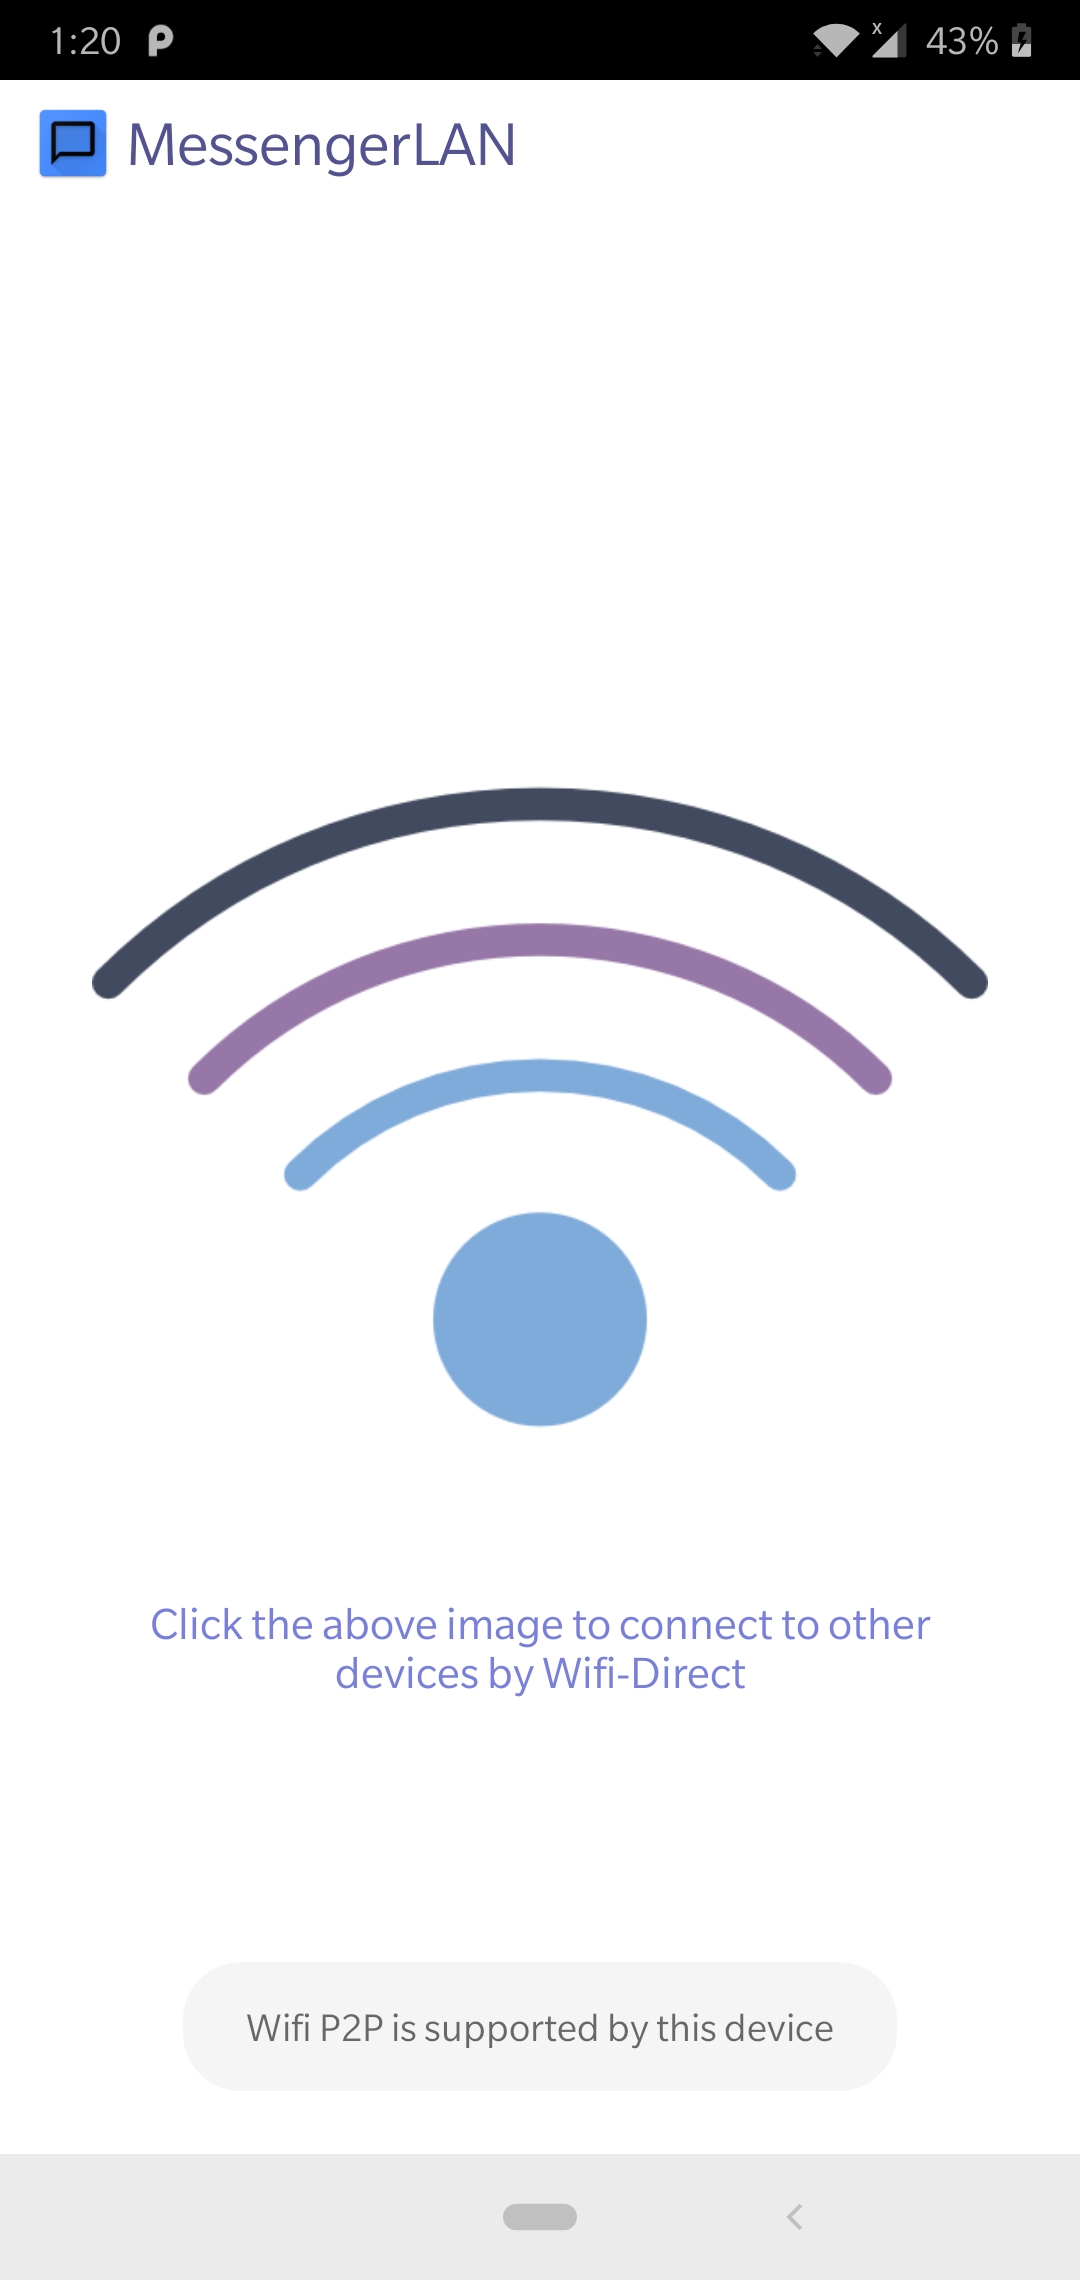 1:20
43%
MessengerLAN
Click the above image to connect to other
devices by Wifi-Direct
Wifi P2P is supported by this device